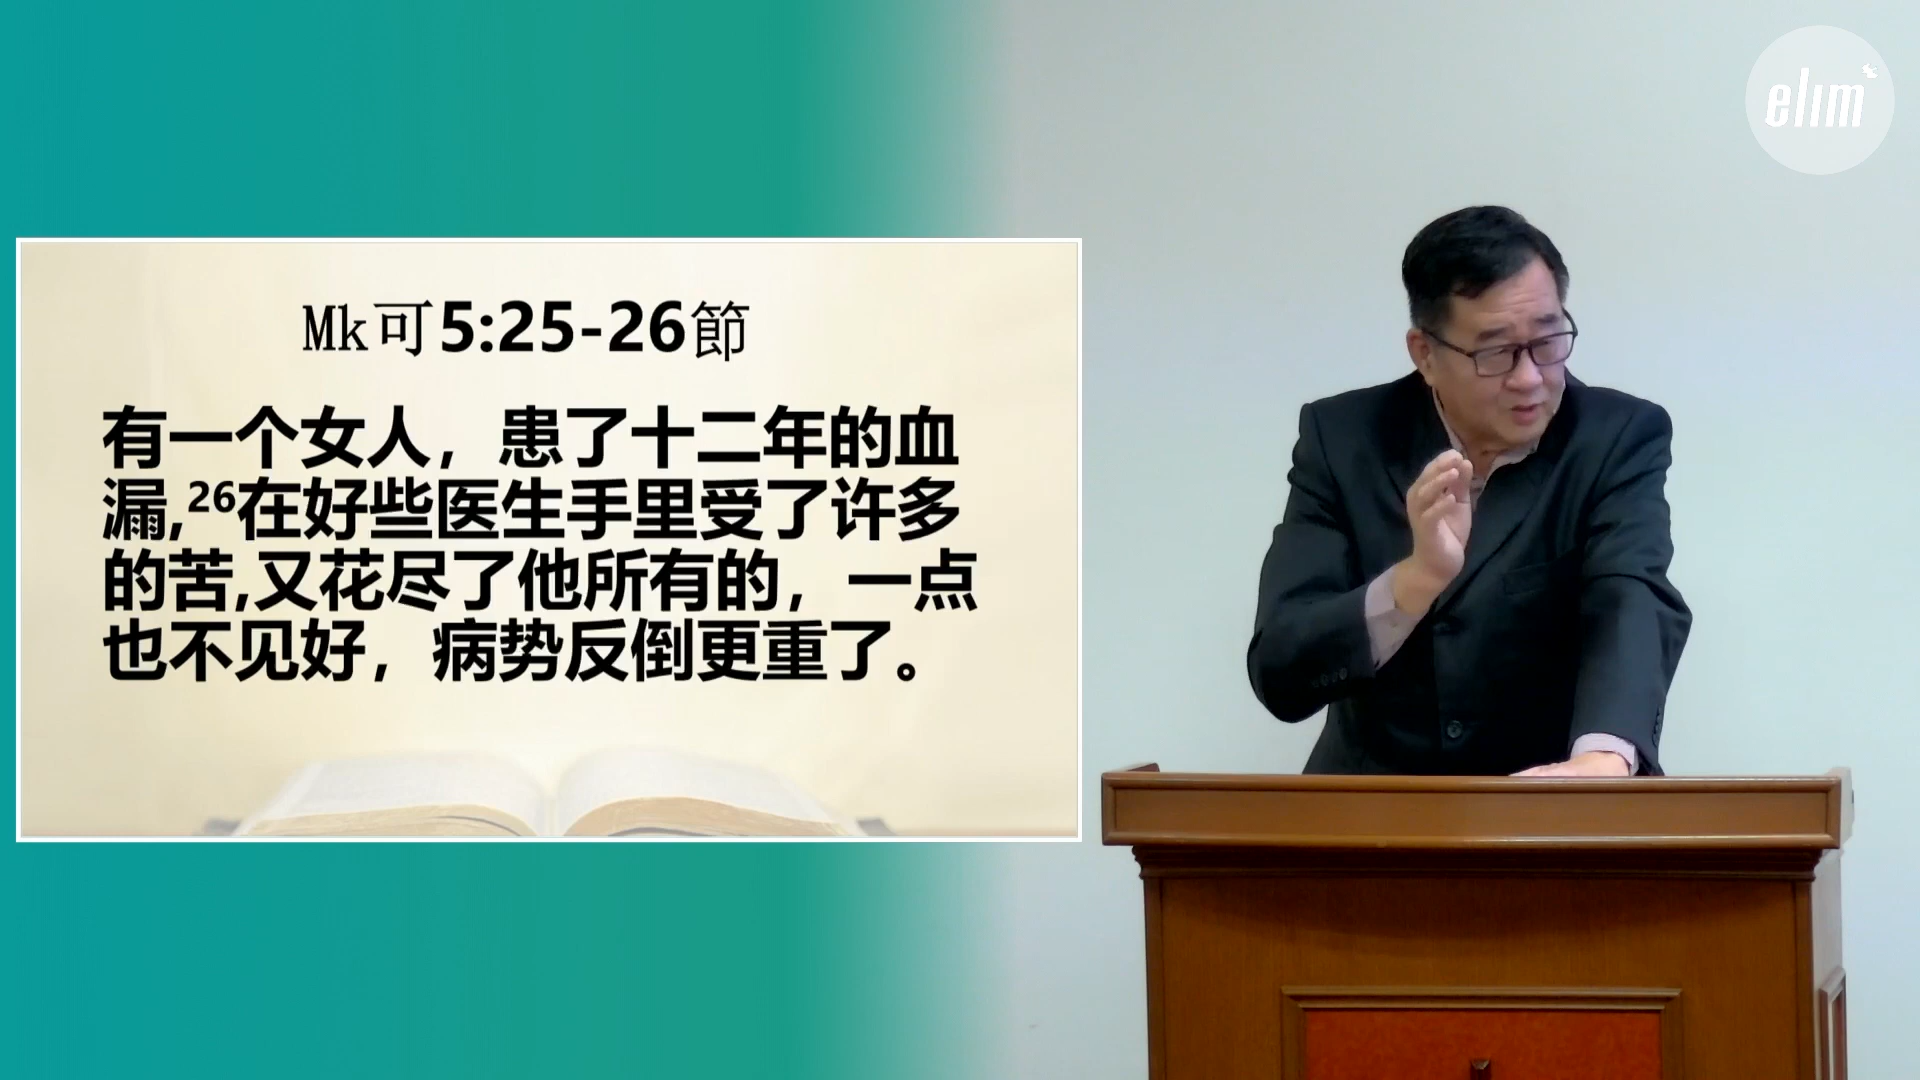 elim
Mk可5:25-26節
有一个女人，患了十二年的血
漏,26在好些医生手里受了许多
的苦,又花尽了他所有的，一点
也不见好，病势反倒更重了。